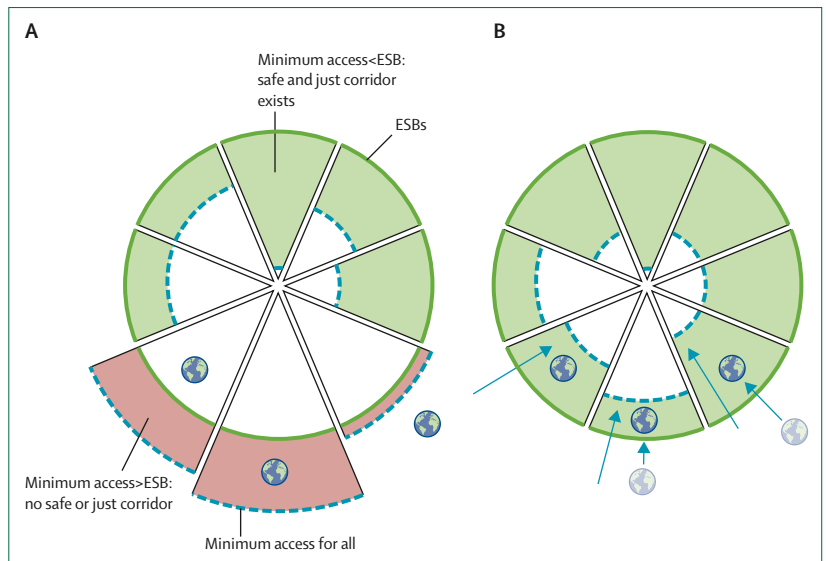 A
B
Minimum access<ESB:
safe and just corridor
exists
ESBs
Minimum access>ESB:
no safe or just corridor
Minimum access for all